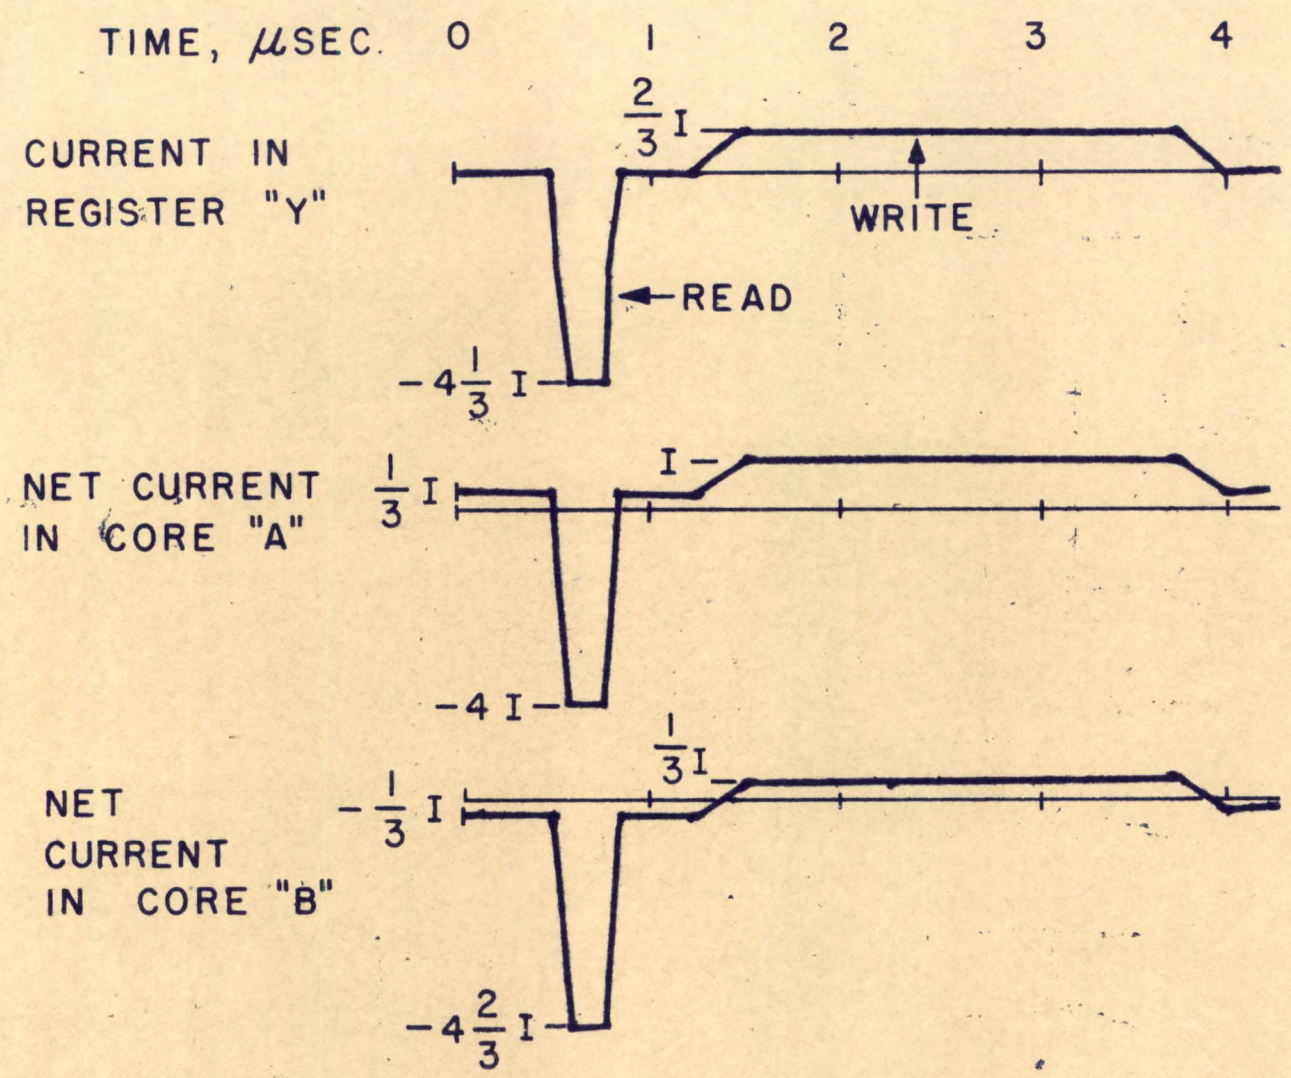 TIME, μSEC. 0 1 2 3 4
2/3 I
CURRENT IN
REGISTER "Y"
WRITE
READ
-4 1/3 I
NET CURRENT
IN CORE "A"
1/3 I
I
-4 I
1/3 I
NET
CURRENT
IN CORE "B"
-1/3 I
-4 2/3 I